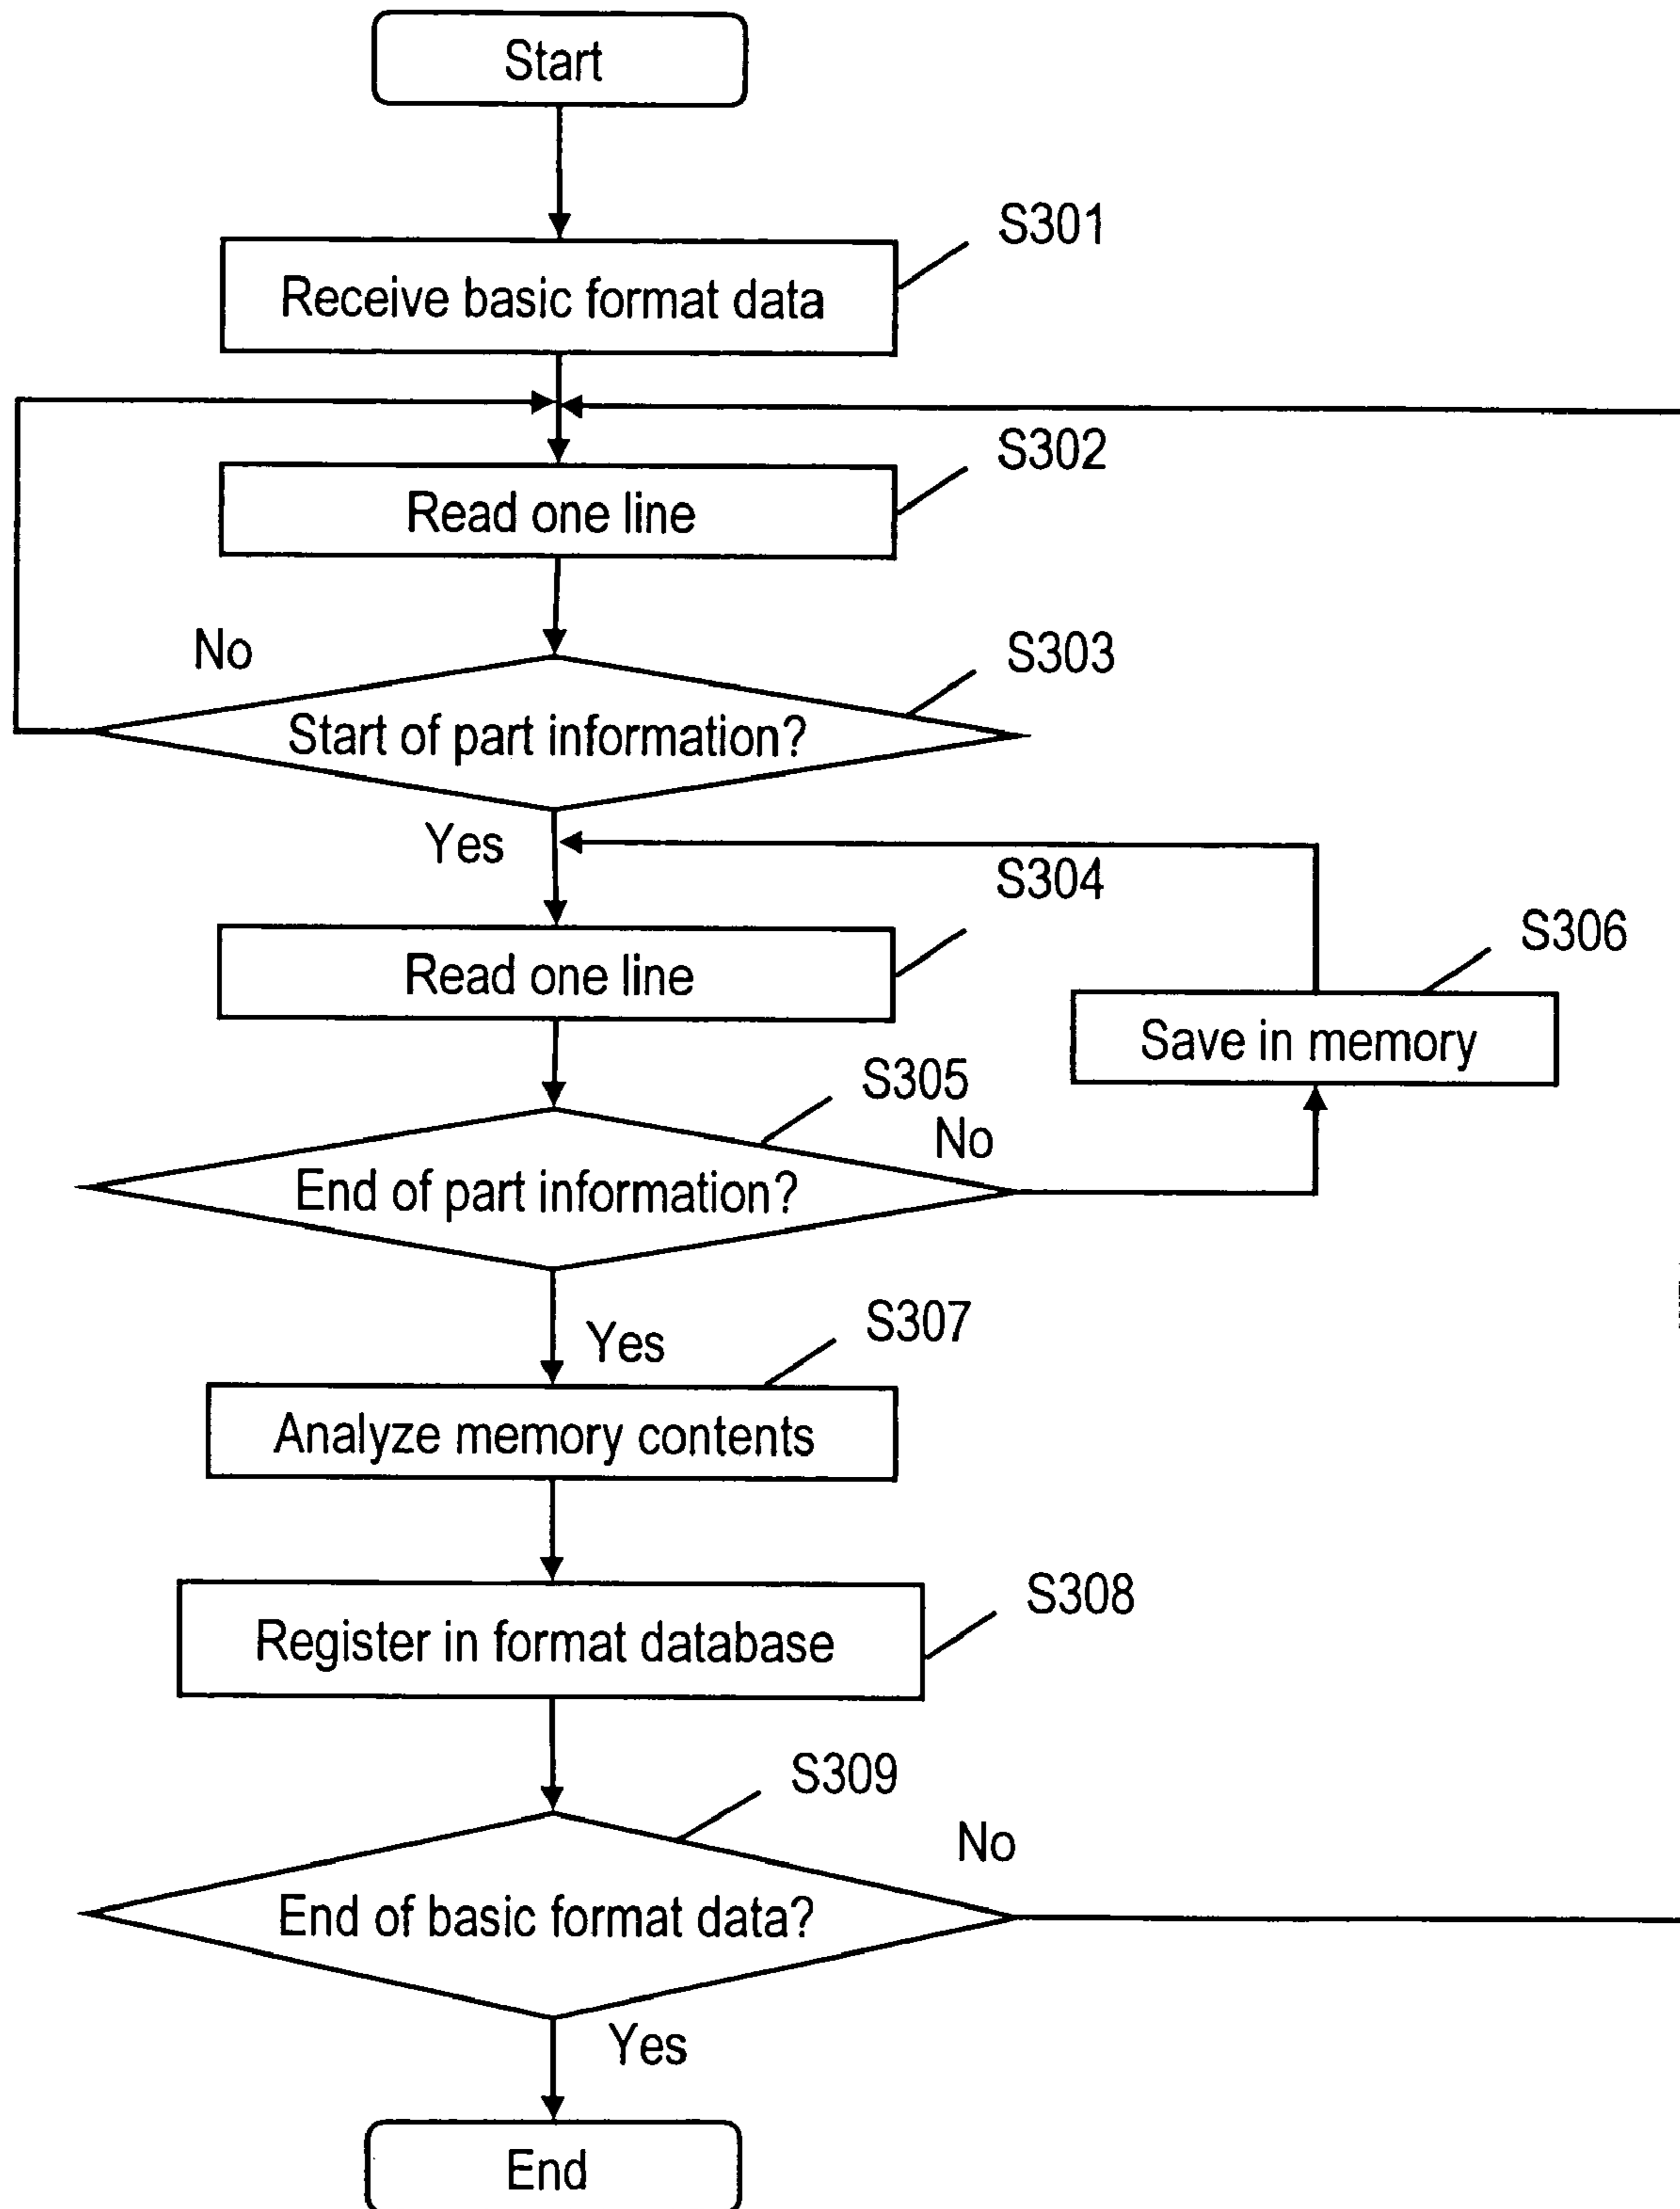 Start
S301
Receive basic format data
S302
Read one line
No
S303
Start of part information?
Yes
S304
Read one line
S306
Save in memory
S305
No
End of part information?
S307
Yes
Analyze memory contents
S308
Register in format database
S309
No
End of basic format data?
Yes
End